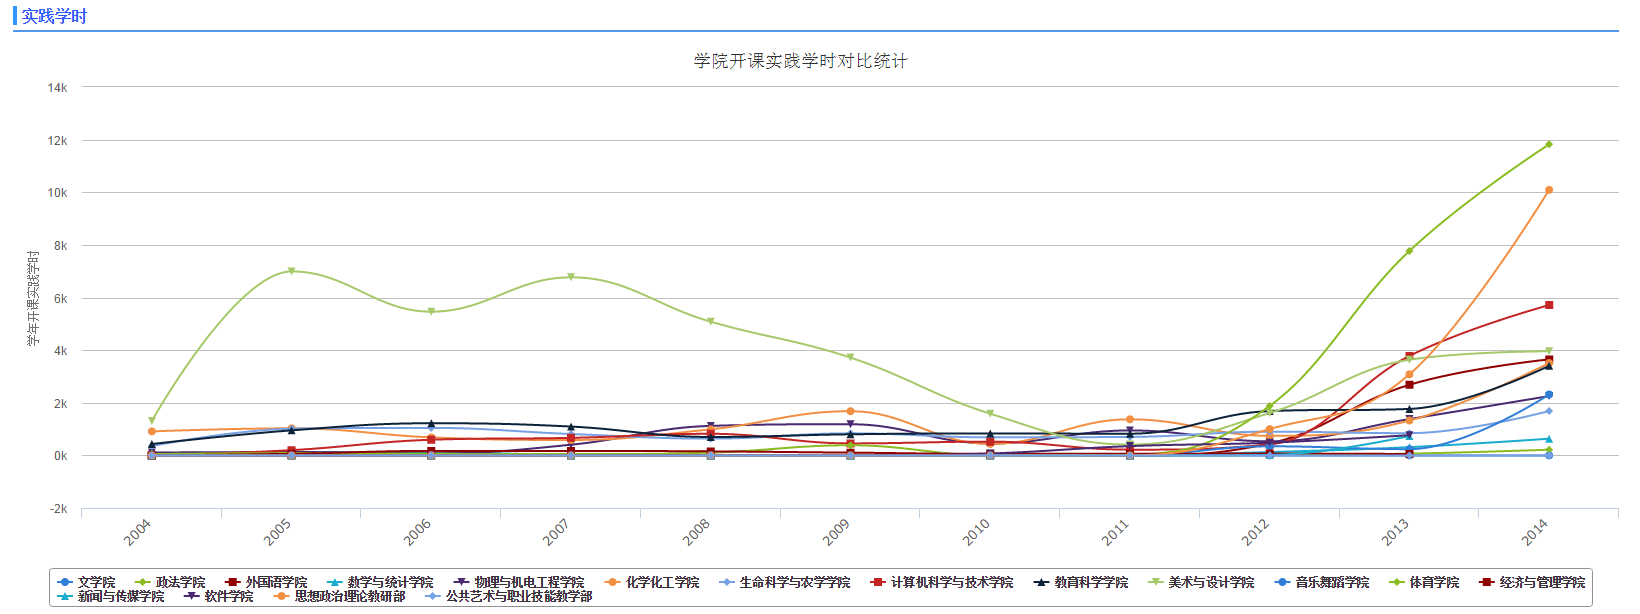 实践学时
学院开课实践学时对比统计
14k
12k
10k
8k
6k
4k
2k
0k
-2k
学年开课实践学时
2004 2005 2006 2007 2008 2009 2010 2011 2012 2013 2014
文学院 政法学院 外国语学院 数学与统计学院 物理与机电工程学院 化学化工学院 生命科学与农学学院 计算机科学与技术学院 教育科学学院 美术与设计学院 音乐舞蹈学院 体育学院 经济与管理学院
新闻与传媒学院 软件学院 思想政治理论教研部 公共艺术与职业技能教学部